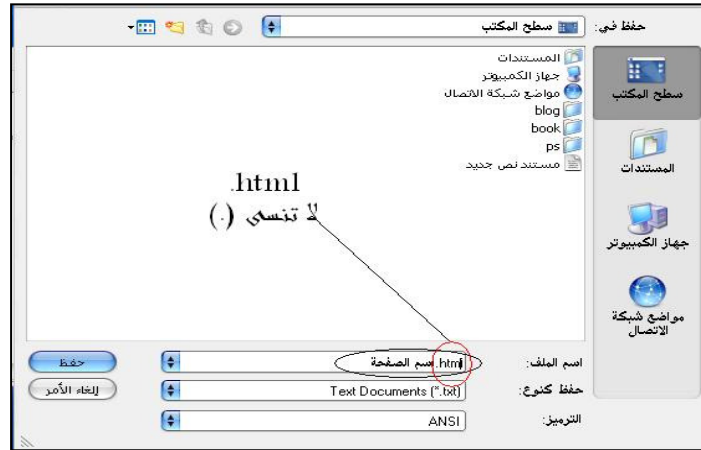 حفظ في: سطح المكتب
سطح المكتب
المستندات
جهاز الكمبيوتر
مواضع شبكة الاتصال
المستندات
جهاز الكمبيوتر
مواضع شبكة الاتصال
blog
book
ps
مستند نص جديد
.html
لا تنسى (.)
اسم الملف: .html اسم الصفحة حفظ
حفظ كنوع: Text Documents (*.txt) إلغاء الأمر
الترميز: ANSI